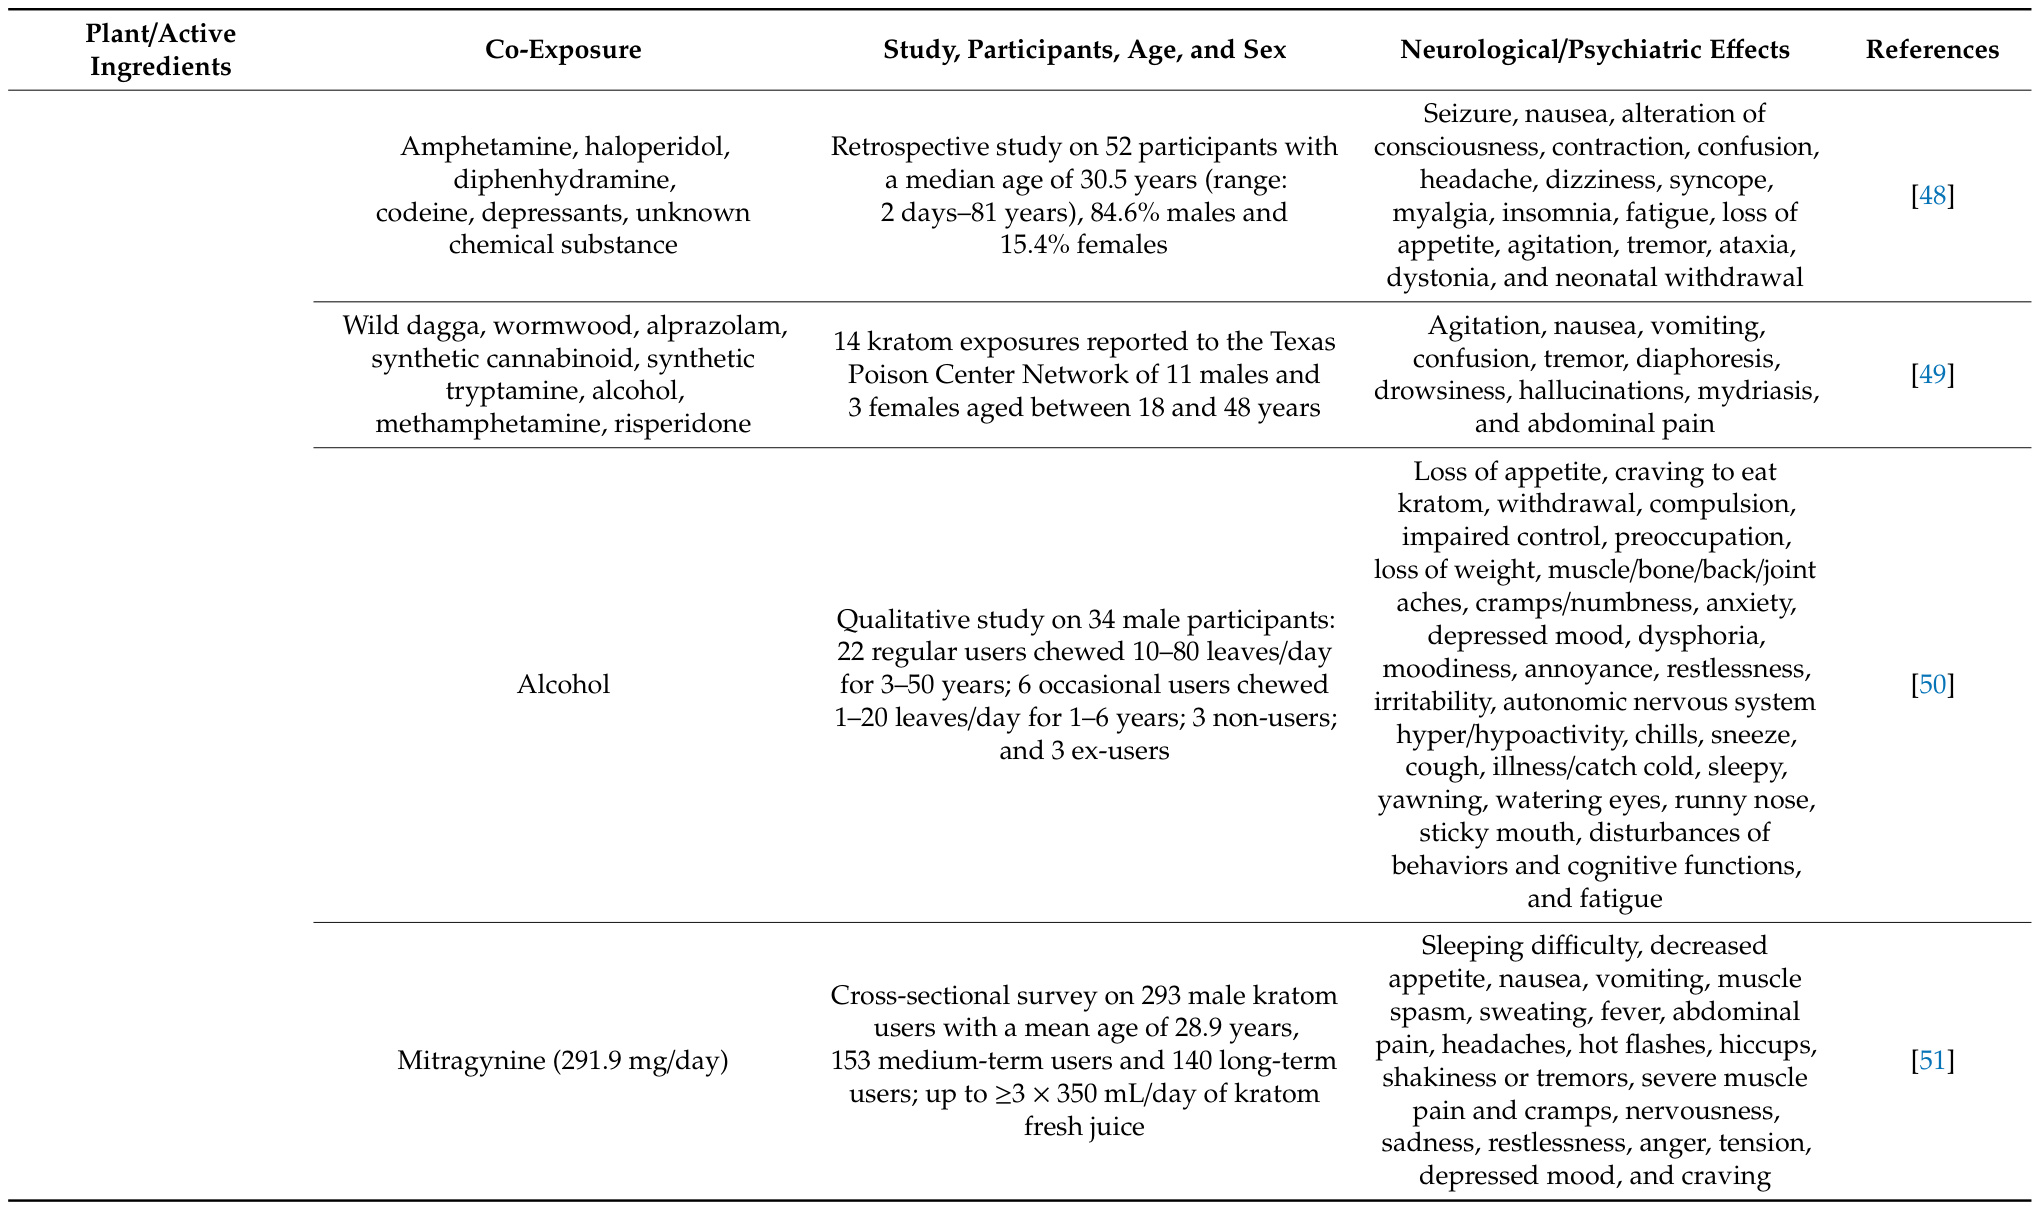 Plant/Active
Ingredients
Co-Exposure
Study, Participants, Age, and Sex
Neurological/Psychiatric Effects
References
Amphetamine, haloperidol,
diphenhydramine,
codeine, depressants, unknown
chemical substance
Retrospective study on 52 participants with
a median age of 30.5 years (range:
2 days–81 years), 84.6% males and
15.4% females
Seizure, nausea, alteration of
consciousness, contraction, confusion,
headache, dizziness, syncope,
myalgia, insomnia, fatigue, loss of
appetite, agitation, tremor, ataxia,
dystonia, and neonatal withdrawal
[48]
Wild dagga, wormwood, alprazolam,
synthetic cannabinoid, synthetic
tryptamine, alcohol,
methamphetamine, risperidone
14 kratom exposures reported to the Texas
Poison Center Network of 11 males and
3 females aged between 18 and 48 years
Agitation, nausea, vomiting,
confusion, tremor, diaphoresis,
drowsiness, hallucinations, mydriasis,
and abdominal pain
[49]
Alcohol
Qualitative study on 34 male participants:
22 regular users chewed 10–80 leaves/day
for 3–50 years; 6 occasional users chewed
1–20 leaves/day for 1–6 years; 3 non-users;
and 3 ex-users
Loss of appetite, craving to eat
kratom, withdrawal, compulsion,
impaired control, preoccupation,
loss of weight, muscle/bone/back/joint
aches, cramps/numbness, anxiety,
depressed mood, dysphoria,
moodiness, annoyance, restlessness,
irritability, autonomic nervous system
hyper/hypoactivity, chills, sneeze,
cough, illness/catch cold, sleepy,
yawning, watering eyes, runny nose,
sticky mouth, disturbances of
behaviors and cognitive functions,
and fatigue
[50]
Mitragynine (291.9 mg/day)
Cross-sectional survey on 293 male kratom
users with a mean age of 28.9 years,
153 medium-term users and 140 long-term
users; up to ≥3 × 350 mL/day of kratom
fresh juice
Sleeping difficulty, decreased
appetite, nausea, vomiting, muscle
spasm, sweating, fever, abdominal
pain, headaches, hot flashes, hiccups,
shakiness or tremors, severe muscle
pain and cramps, nervousness,
sadness, restlessness, anger, tension,
depressed mood, and craving
[51]